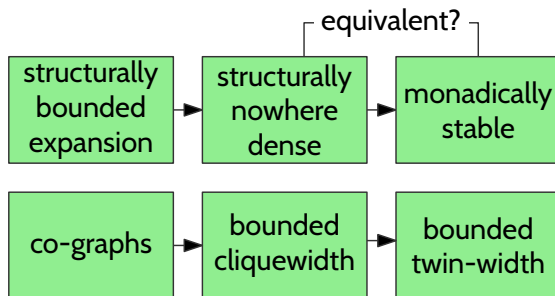 equivalent?
structurally
bounded
expansion
structurally
nowhere
dense
monadically
stable
co-graphs
bounded
cliquewidth
bounded
twin-width